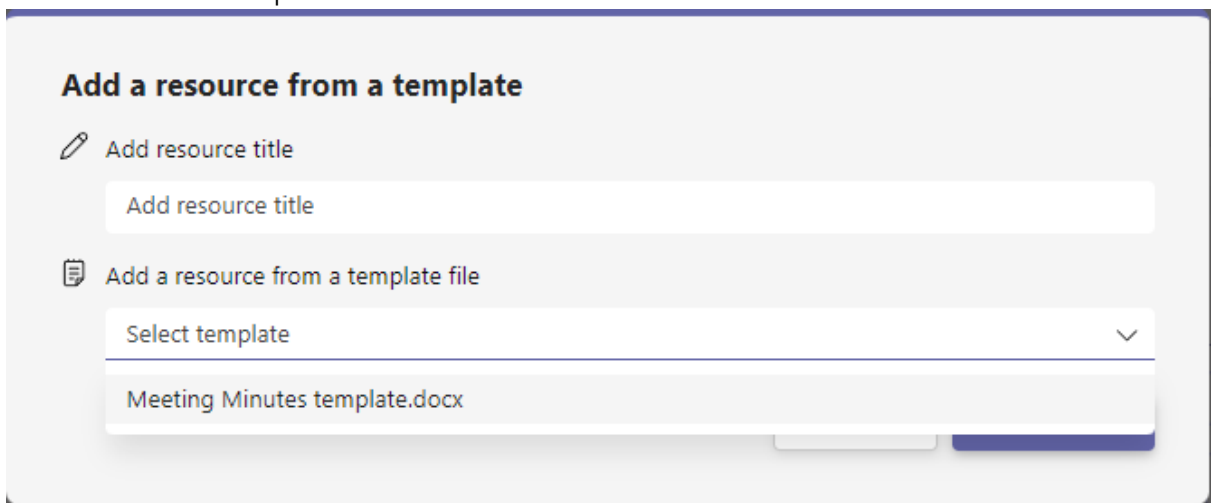 Add a resource from a template
Add resource title
Add resource title
Add a resource from a template file
Select template
Meeting Minutes template.docx